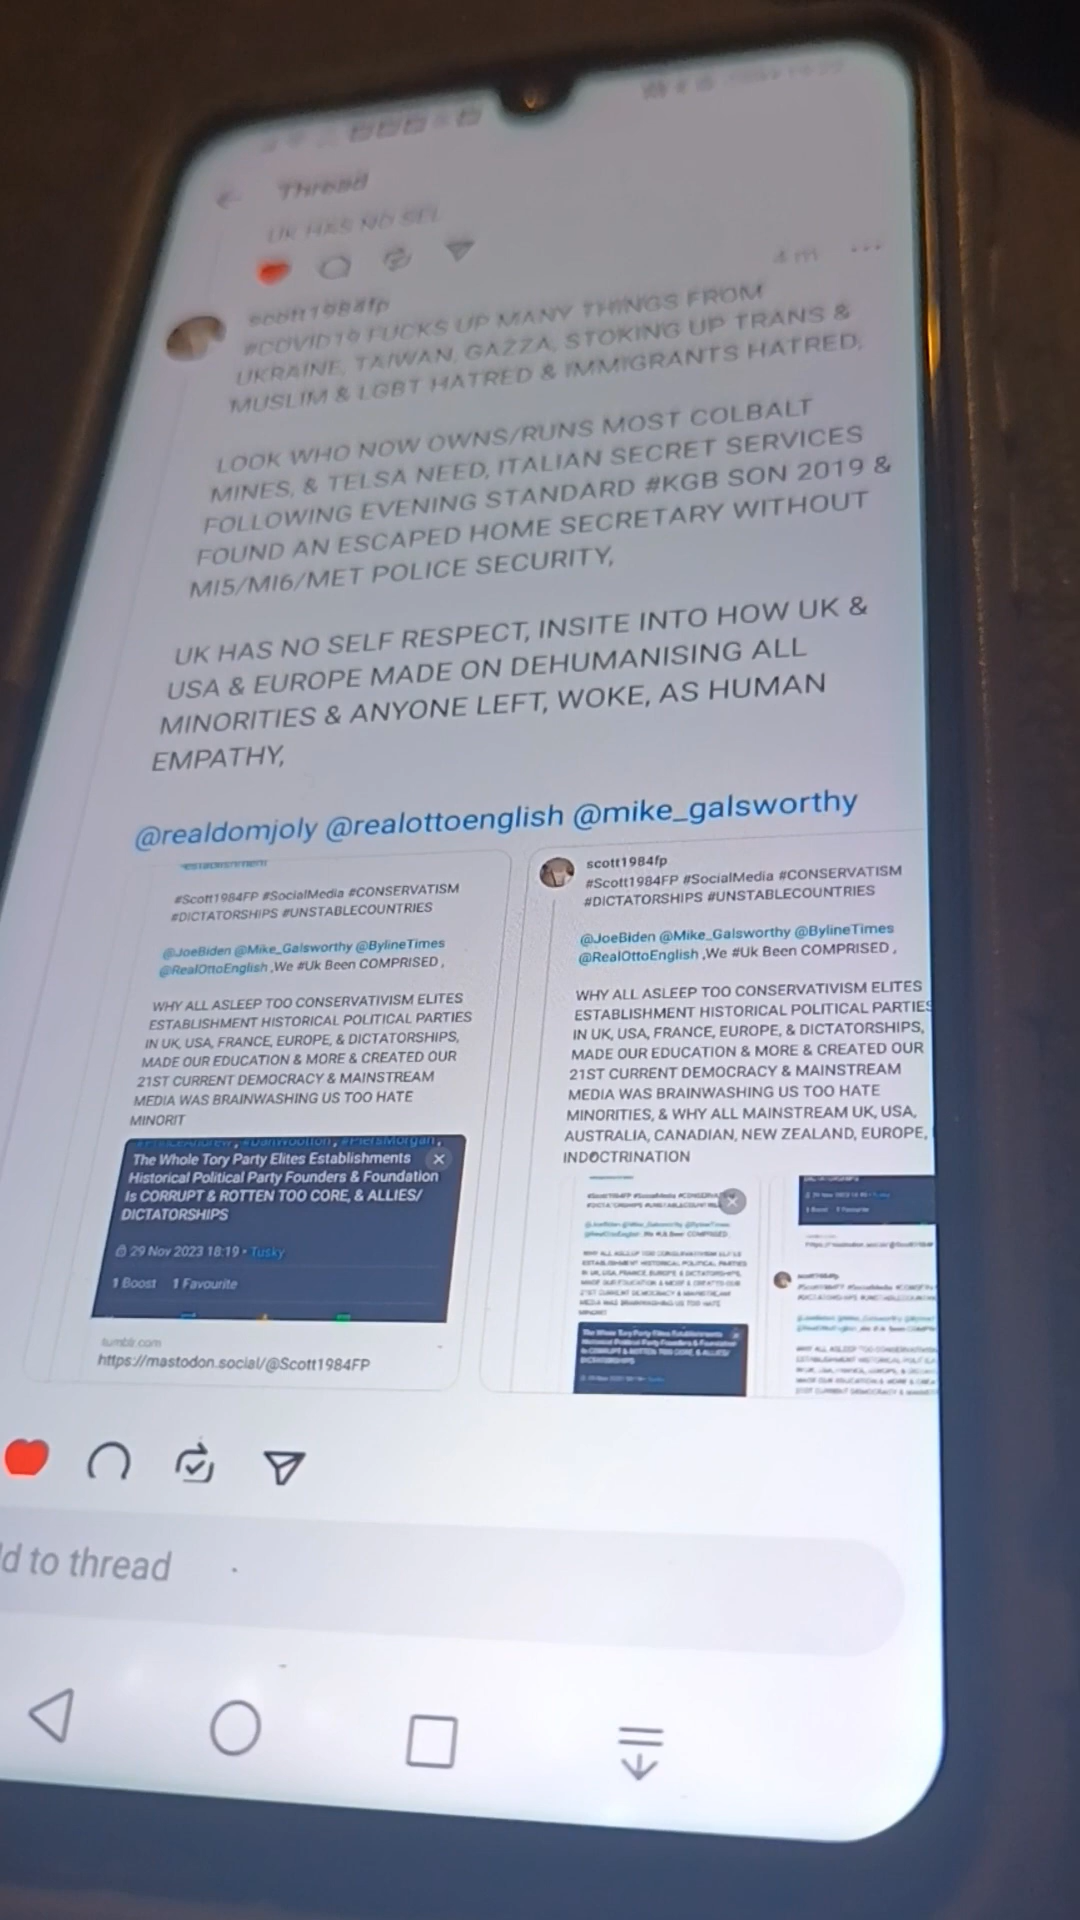 Thread
UK HAS NO SEL
4 m
scott1984fp
#COVID19 FUCKS UP MANY THINGS FROM
UKRAINE, TAIWAN, GAZZA, STOKING UP TRANS &
MUSLIM & LGBT HATRED & IMMIGRANTS HATRED,
LOOK WHO NOW OWNS/RUNS MOST COLBALT
MINES, & TELSA NEED, ITALIAN SECRET SERVICES
FOLLOWING EVENING STANDARD #KGB SON 2019 &
FOUND AN ESCAPED HOME SECRETARY WITHOUT
MI5/MI6/MET POLICE SECURITY,
UK HAS NO SELF RESPECT, INSITE INTO HOW UK &
USA & EUROPE MADE ON DEHUMANISING ALL
MINORITIES & ANYONE LEFT, WOKE, AS HUMAN
EMPATHY,
@realdomjoly @realottoenglish @mike_galsworthy
#Scott1984FP #SocialMedia #CONSERVATISM
#DICTATORSHIPS #UNSTABLECOUNTRIES
@JoeBiden @Mike_Galsworthy @BylineTimes
@RealOttoEnglish ,We #Uk Been COMPRISED ,
WHY ALL ASLEEP TOO CONSERVATIVISM ELITES
ESTABLISHMENT HISTORICAL POLITICAL PARTIES
IN UK, USA, FRANCE, EUROPE, & DICTATORSHIPS,
MADE OUR EDUCATION & MORE & CREATED OUR
21ST CURRENT DEMOCRACY & MAINSTREAM
MEDIA WAS BRAINWASHING US TOO HATE
MINORIT
#DanWootton, #PiersMorgan,
The Whole Tory Party Elites Establishments
Historical Political Party Founders & Foundation
Is CORRUPT & ROTTEN TOO CORE, & ALLIES/
DICTATORSHIPS
29 Nov 2023 18:19 • Tusky
1 Boost 1 Favourite
tumblr.com
https://mastodon.social/@Scott1984FP
scott1984fp
#Scott1984FP #SocialMedia #CONSERVATISM
#DICTATORSHIPS #UNSTABLECOUNTRIES
@JoeBiden @Mike_Galsworthy @BylineTimes
@RealOttoEnglish ,We #Uk Been COMPRISED ,
WHY ALL ASLEEP TOO CONSERVATIVISM ELITES
ESTABLISHMENT HISTORICAL POLITICAL PARTIES
IN UK, USA, FRANCE, EUROPE, & DICTATORSHIPS,
MADE OUR EDUCATION & MORE & CREATED OUR
21ST CURRENT DEMOCRACY & MAINSTREAM
MEDIA WAS BRAINWASHING US TOO HATE
MINORITIES, & WHY ALL MAINSTREAM UK, USA,
AUSTRALIA, CANADIAN, NEW ZEALAND, EUROPE,
INDOCTRINATION
d to thread